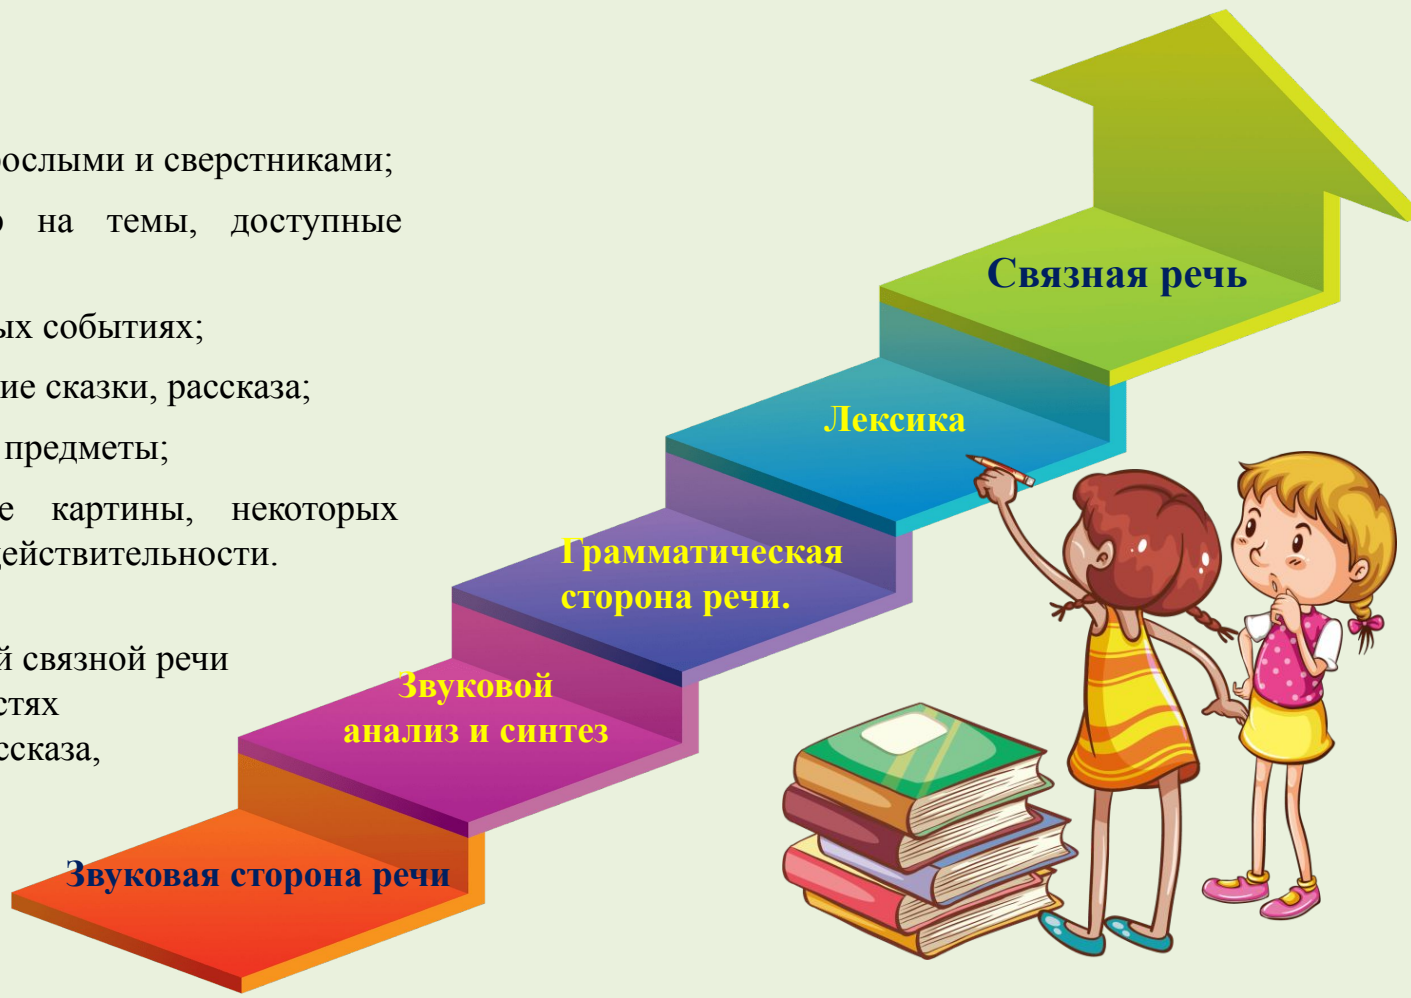 рослыми и сверстниками;
о на темы, доступные
ых событиях;
ие сказки, рассказа;
предметы;
е картины, некоторых
действительности.
й связной речи
стях
ссказа,
Связная речь
Лексика
Грамматическая
сторона речи.
Звуковой
анализ и синтез
Звуковая сторона речи